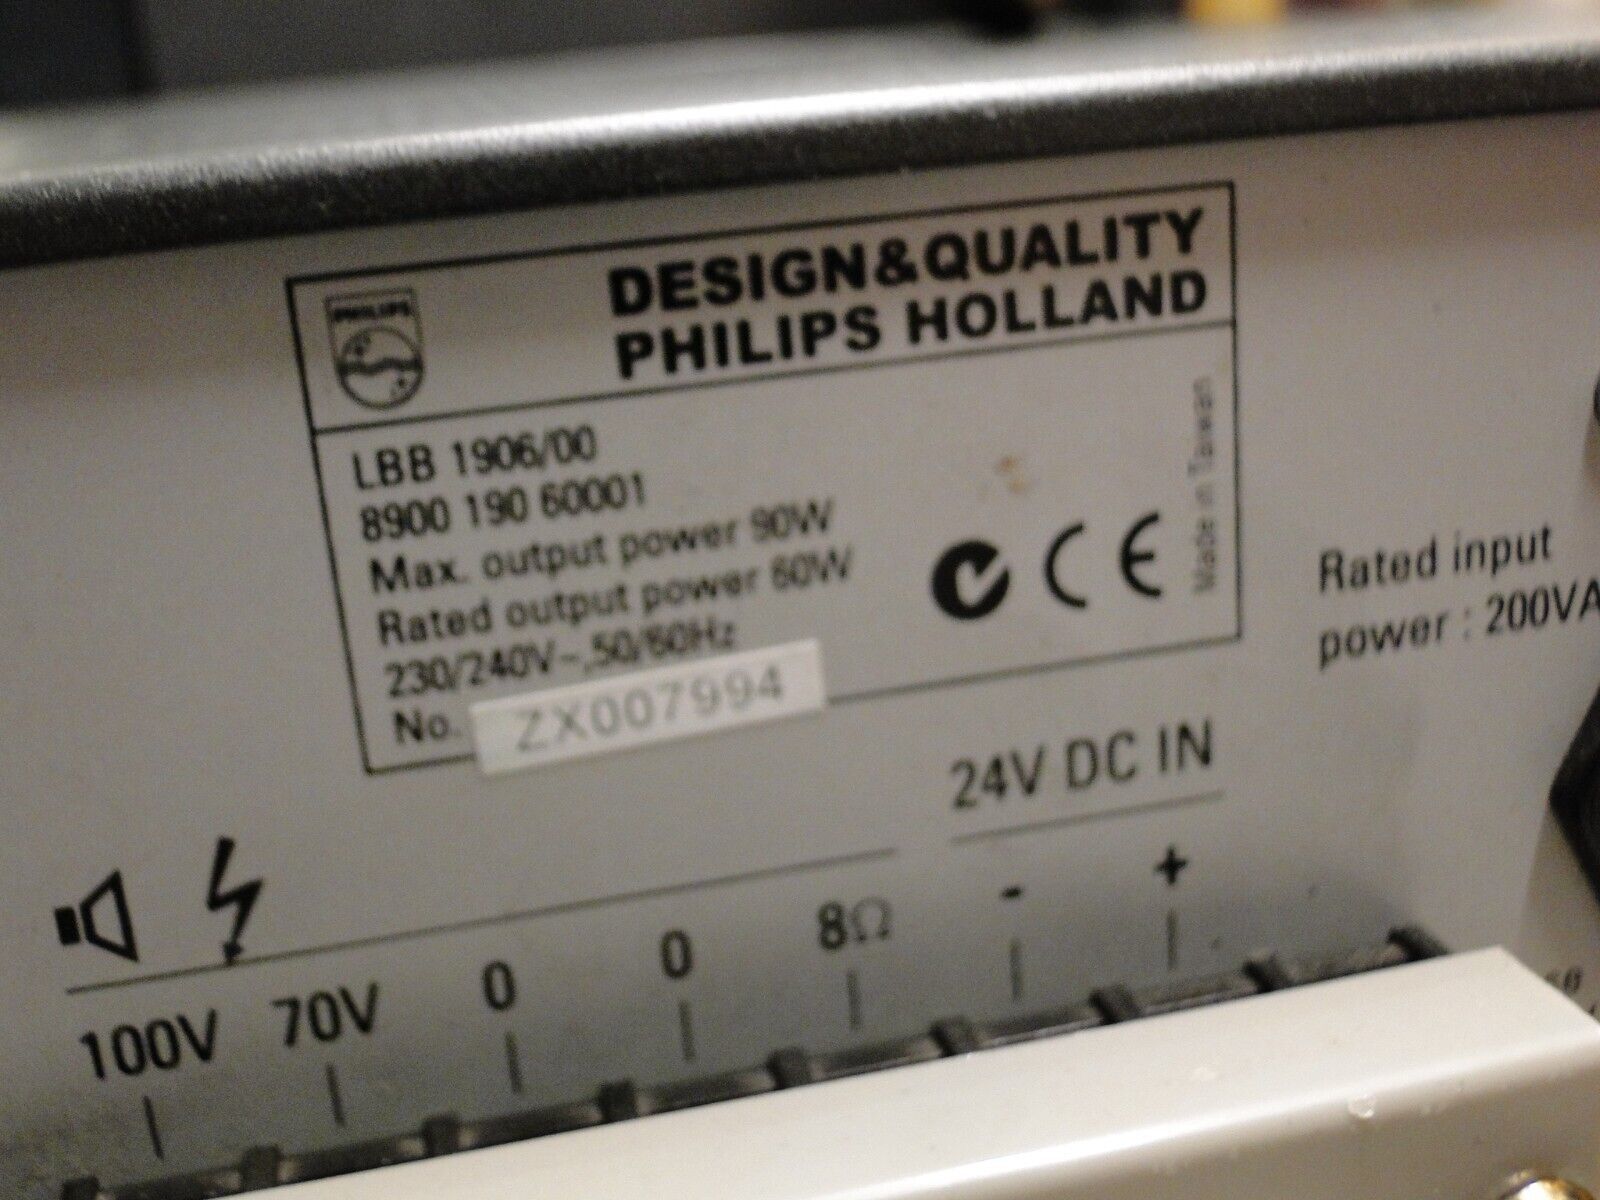 PHILIPS
DESIGN&QUALITY
PHILIPS HOLLAND
LBB 1906/00
8900 190 60001
Max. output power 90W
Rated output power 60W
230/240V~,50/60Hz
No. ZX007994
CE
Made in Taiwan
Rated input
power : 200VA
24V DC IN
- +
100V 70V 0 0 8Ω